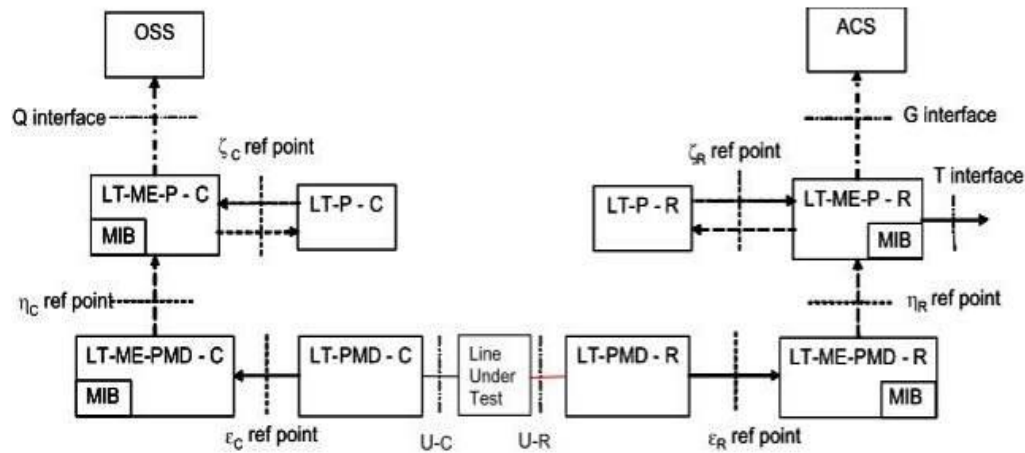 OSS
ACS
Q interface
G interface
ζC ref point
ζR ref point
T interface
LT-ME-P - C
MIB
LT-P - C
LT-P - R
LT-ME-P - R
MIB
ηC ref point
ηR ref point
LT-ME-PMD - C
MIB
LT-PMD - C
Line
Under
Test
LT-PMD - R
LT-ME-PMD - R
MIB
εC ref point
U-C
U-R
εR ref point